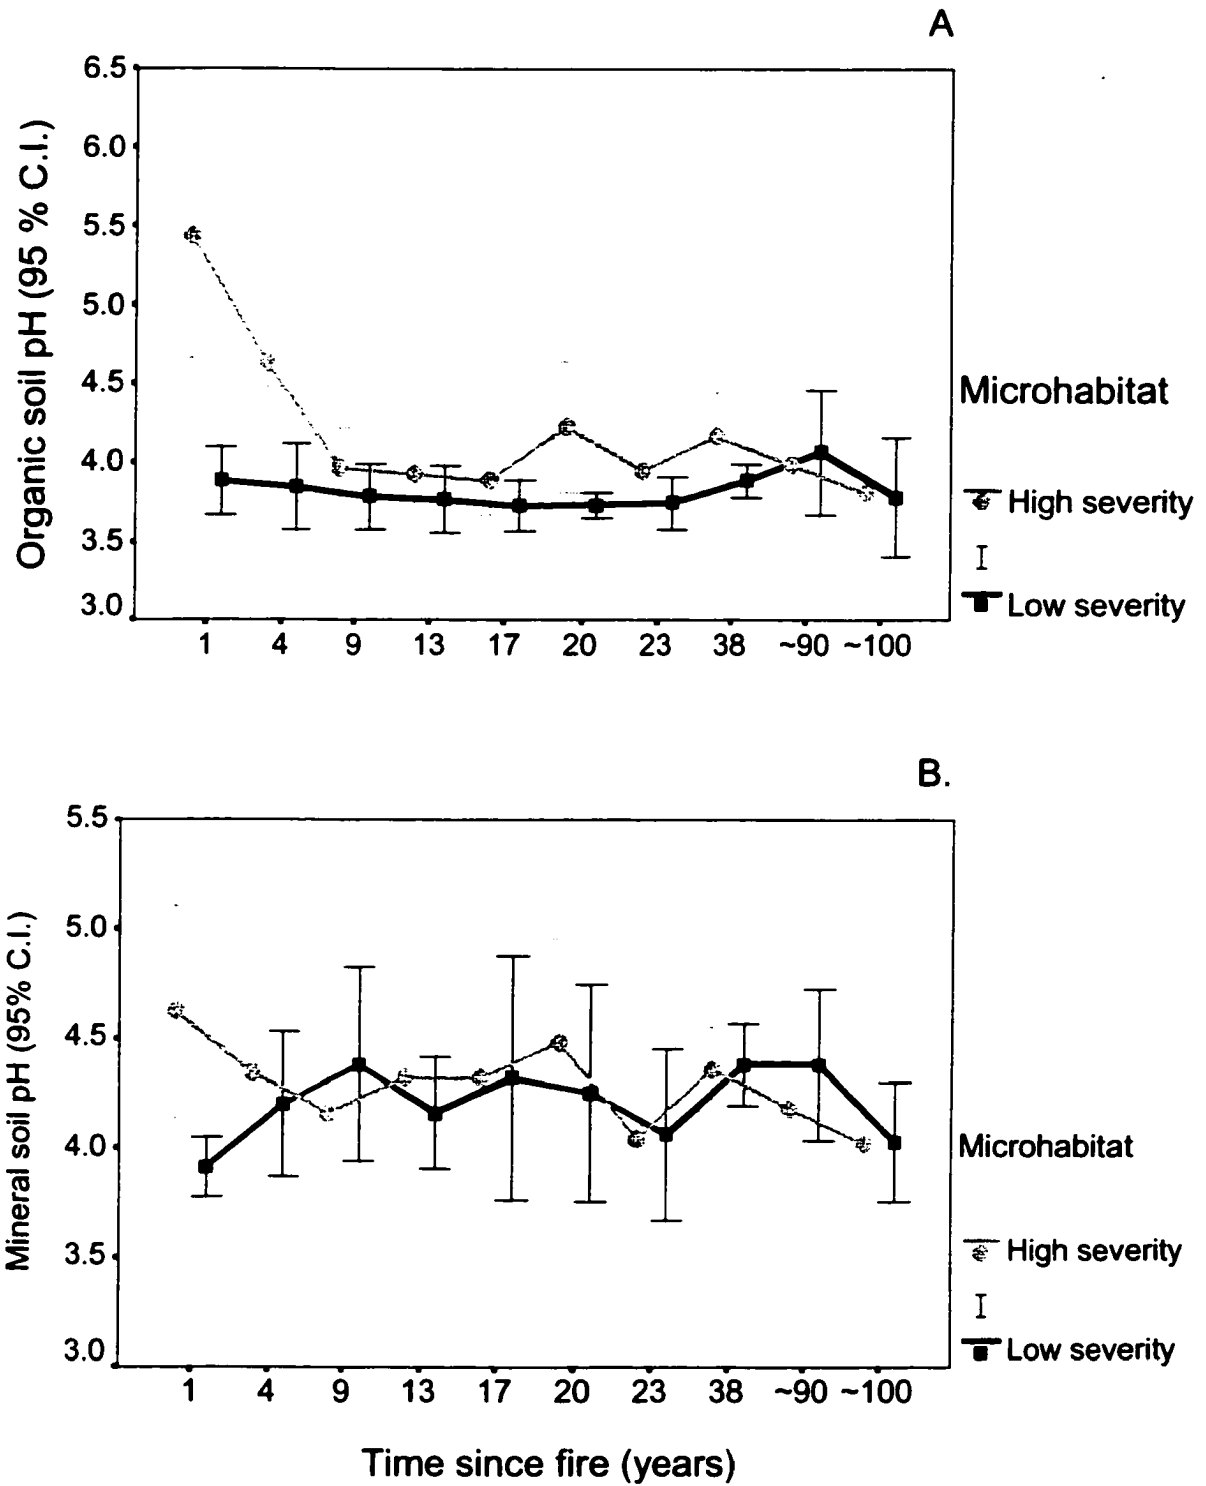 A
6.5
6.0
5.5
5.0
4.5
4.0
3.5
3.0
Organic soil pH (95 % C.I.)
1 4 9 13 17 20 23 38 ~90 ~100
Microhabitat
High severity
Low severity
B.
5.5
5.0
4.5
4.0
3.5
3.0
Mineral soil pH (95% C.I.)
1 4 9 13 17 20 23 38 ~90 ~100
Time since fire (years)
Microhabitat
High severity
Low severity